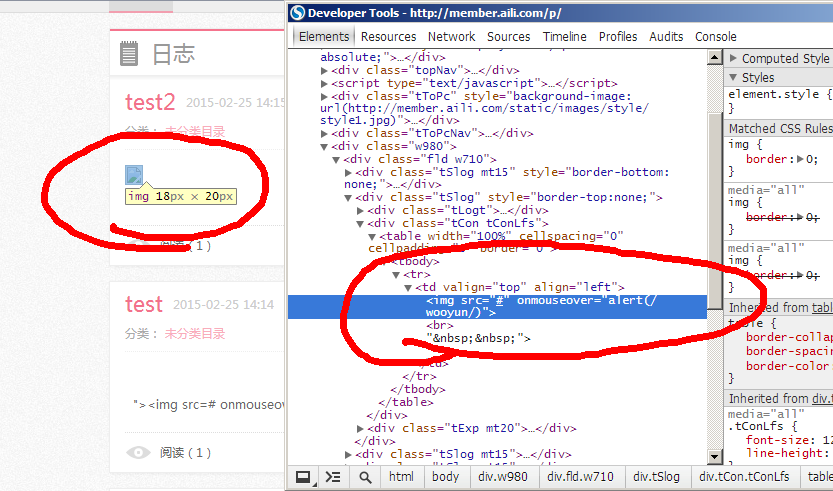 日志
test2 2015-02-25 14:15
分类： 未分类目录
img 18px × 20px
阅读 ( 1 )
test 2015-02-25 14:14
分类： 未分类目录
"><img src=# onmouseov
阅读 ( 1 )
Developer Tools - http://member.aili.com/p/
Elements Resources Network Sources Timeline Profiles Audits Console
absolute;">…</div>
▶<div class="topNav">…</div>
▶<script type="text/javascript">…</script>
▶<div class="tToPc" style="background-image:
url(http://member.aili.com/static/images/style/
style1.jpg)">…</div>
▶<div class="tToPcNav">…</div>
▼<div class="w980">
▼<div class="fld w710">
▶<div class="tSlog mt15" style="border-bottom:
none;">…</div>
▼<div class="tSlog" style="border-top:none;">
▶<div class="tLogt">…</div>
▼<div class="tCon tConLfs">
▼<table width="100%" cellspacing="0"
<tbody>
▼<tr>
▼<td valign="top" align="left">
<img src="#" onmouseover="alert(/
wooyun/)">
<br>
"&nbsp;&nbsp;">
</tr>
</tbody>
</table>
</div>
▶<div class="tExp mt20">…</div>
</div>
▶<div class="tSlog mt15">…</div>
▶<div class="tSlog mt15">…</div>
html body div.w980 div.fld.w710 div.tSlog div.tCon.tConLfs table
▶ Computed Style
▼ Styles
element.style {
}
Matched CSS Rules
img {
border:▶0;
}
media="all"
img {
border:▶0;
}
media="all"
img {
border:▶0;
}
Inherited from table
table {
border-collap
border-spacin
border-color:
}
Inherited from div.t
media="all"
.tConLfs {
font-size: 12
line-height:
}